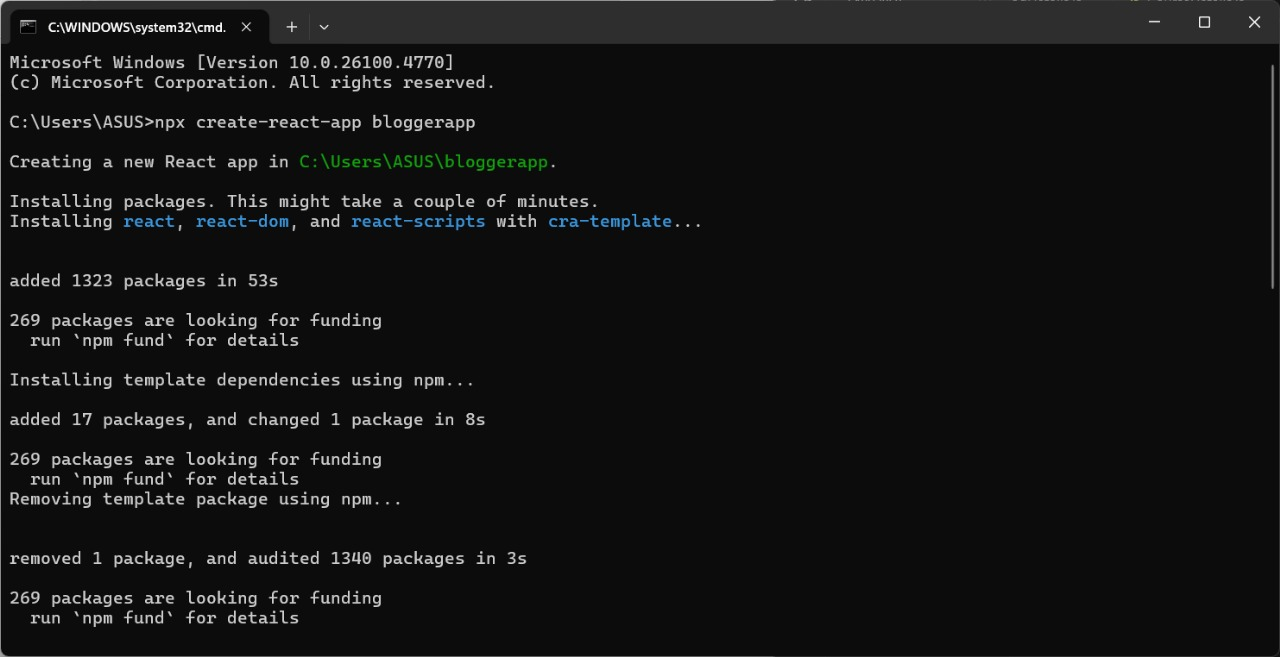 C:\WINDOWS\system32\cmd.
Microsoft Windows [Version 10.0.26100.4770]
(c) Microsoft Corporation. All rights reserved.
C:\Users\ASUS>npx create-react-app bloggerapp
Creating a new React app in C:\Users\ASUS\bloggerapp.
Installing packages. This might take a couple of minutes.
Installing react, react-dom, and react-scripts with cra-template...
added 1323 packages in 53s
269 packages are looking for funding
  run `npm fund` for details
Installing template dependencies using npm...
added 17 packages, and changed 1 package in 8s
269 packages are looking for funding
  run `npm fund` for details
Removing template package using npm...
removed 1 package, and audited 1340 packages in 3s
269 packages are looking for funding
  run `npm fund` for details